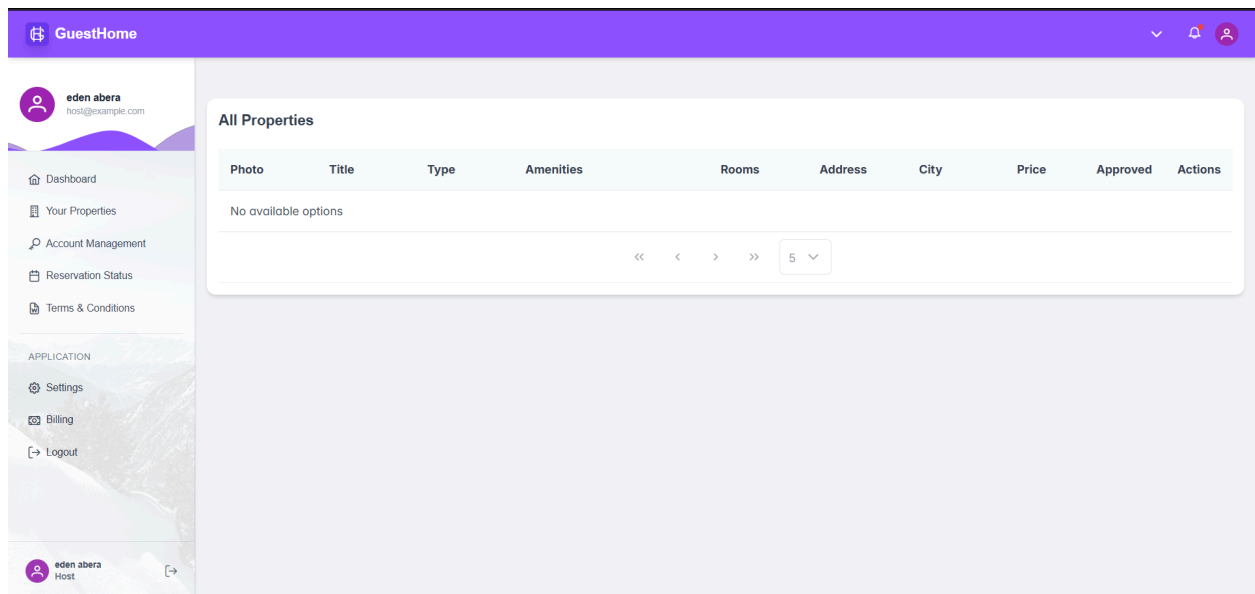 GuestHome
eden abera
host@example.com
Dashboard
Your Properties
Account Management
Reservation Status
Terms & Conditions
APPLICATION
Settings
Billing
Logout
eden abera
Host
All Properties
Photo Title Type Amenities Rooms Address City Price Approved Actions
No available options
5